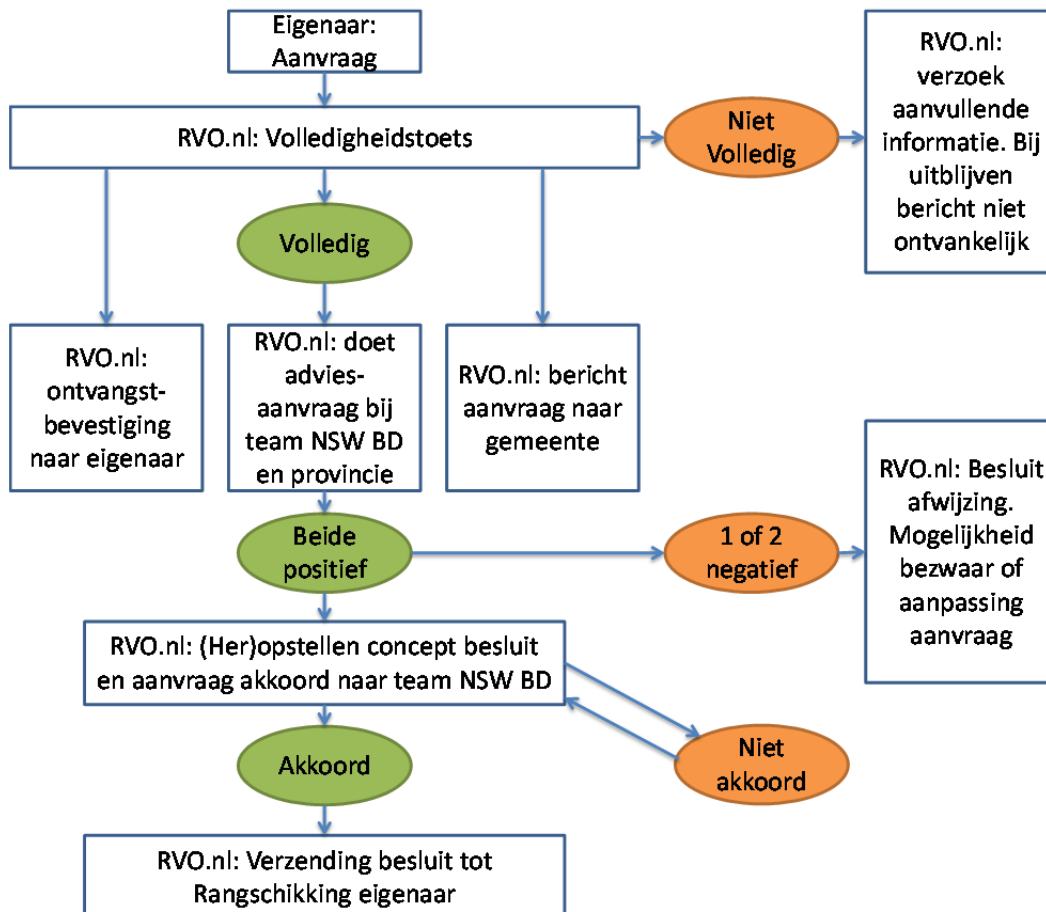 Eigenaar:
Aanvraag
RVO.nl: Volledigheidstoets
Niet
Volledig
RVO.nl:
verzoek
aanvullende
informatie. Bij
uitblijven
bericht niet
ontvankelijk
Volledig
RVO.nl:
ontvangst-
bevestiging
naar eigenaar
RVO.nl: doet
advies-
aanvraag bij
team NSW BD
en provincie
RVO.nl: bericht
aanvraag naar
gemeente
Beide
positief
1 of 2
negatief
RVO.nl: Besluit
afwijzing.
Mogelijkheid
bezwaar of
aanpassing
aanvraag
RVO.nl: (Her)opstellen concept besluit
en aanvraag akkoord naar team NSW BD
Akkoord
Niet
akkoord
RVO.nl: Verzending besluit tot
Rangschikking eigenaar